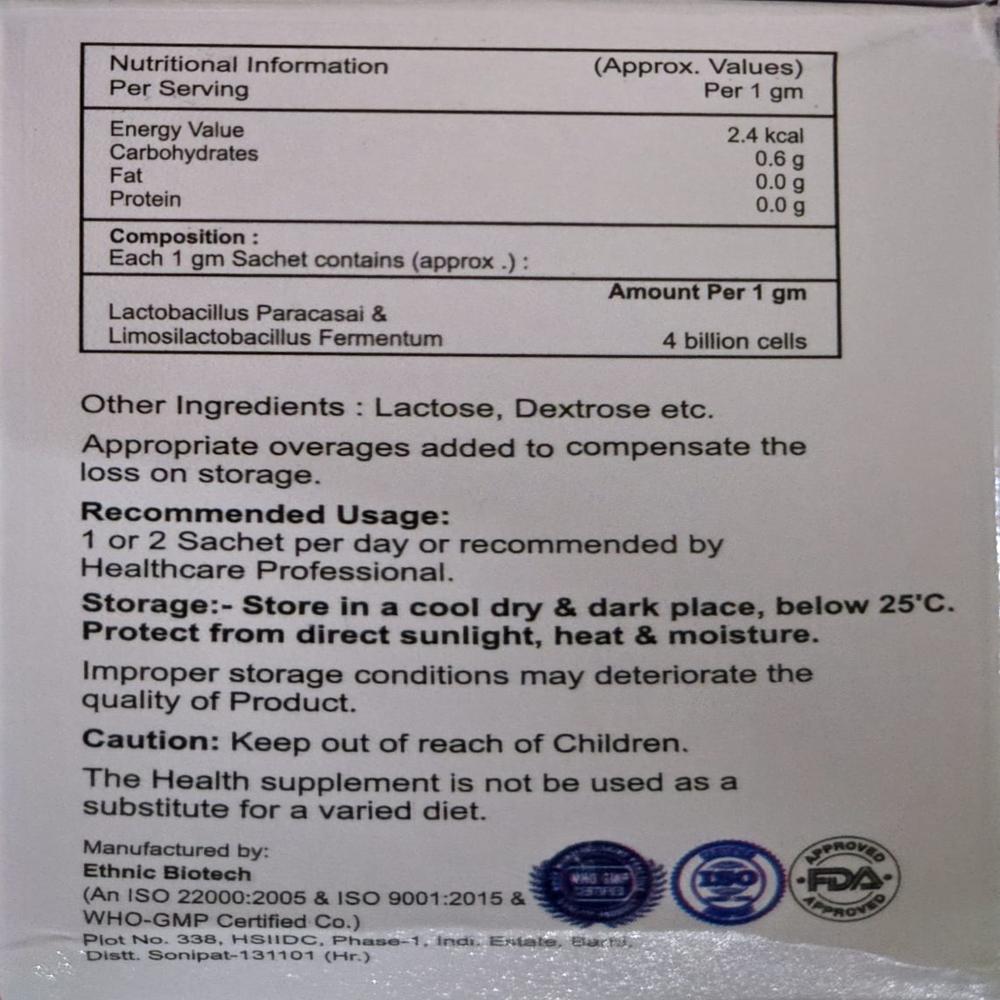 Nutritional Information (Approx. Values)
Per Serving Per 1 gm
Energy Value 2.4 kcal
Carbohydrates 0.6 g
Fat 0.0 g
Protein 0.0 g
Composition :
Each 1 gm Sachet contains (approx .) :
Amount Per 1 gm
Lactobacillus Paracasai &
Limosilactobacillus Fermentum 4 billion cells
Other Ingredients : Lactose, Dextrose etc.
Appropriate overages added to compensate the
loss on storage.
Recommended Usage:
1 or 2 Sachet per day or recommended by
Healthcare Professional.
Storage:- Store in a cool dry & dark place, below 25'C.
Protect from direct sunlight, heat & moisture.
Improper storage conditions may deteriorate the
quality of Product.
Caution: Keep out of reach of Children.
The Health supplement is not be used as a
substitute for a varied diet.
Manufactured by:
Ethnic Biotech
(An ISO 22000:2005 & ISO 9001:2015 &
WHO-GMP Certified Co.)
Plot No. 338, HSIIDC, Phase-1, Indi. Estate, Barhi,
Distt. Sonipat-131101 (Hr.)
WHO GMP
CERTIFIED
ISO
APPROVED
FDA
APPROVED